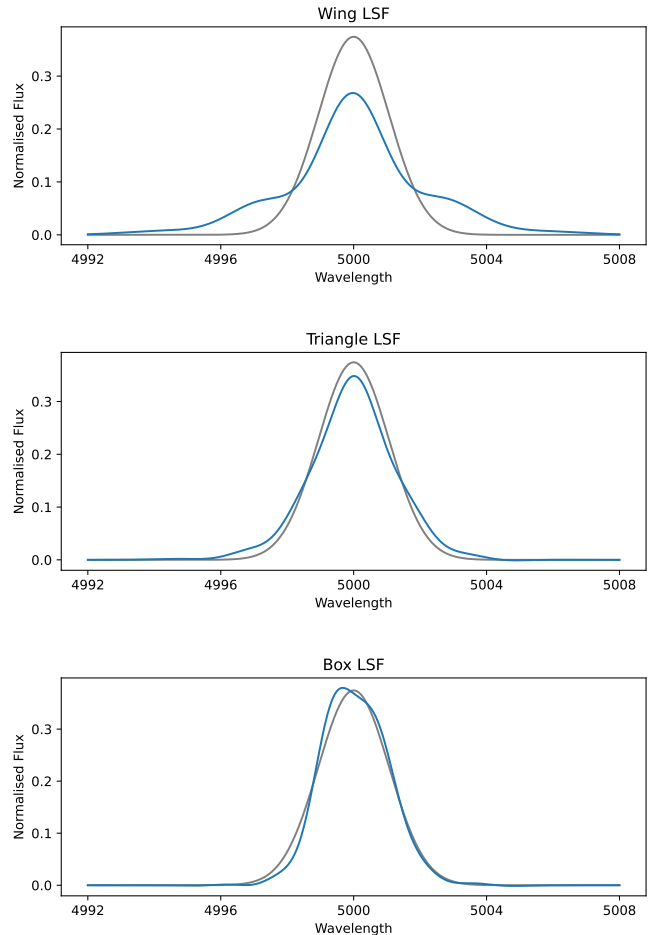 Wing LSF
Normalised Flux
0.3
0.2
0.1
0.0
4992 4996 5000 5004 5008
Wavelength
Triangle LSF
Normalised Flux
0.3
0.2
0.1
0.0
4992 4996 5000 5004 5008
Wavelength
Box LSF
Normalised Flux
0.3
0.2
0.1
0.0
4992 4996 5000 5004 5008
Wavelength